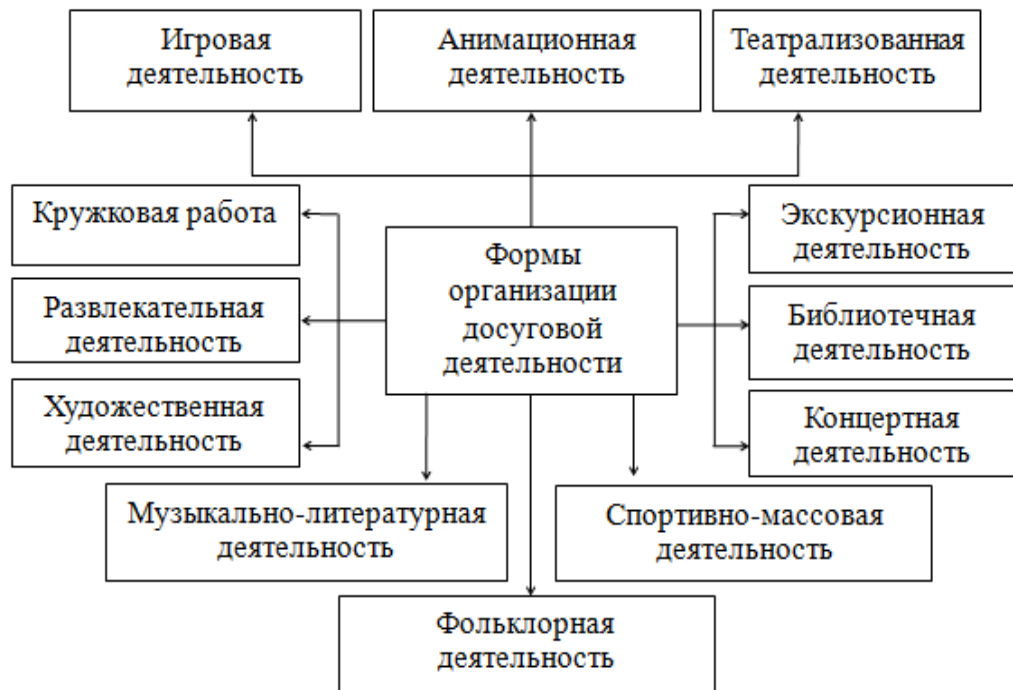 Игровая
деятельность
Анимационная
деятельность
Театрализованная
деятельность
Кружковая работа
Развлекательная
деятельность
Художественная
деятельность
Формы
организации
досуговой
деятельности
Экскурсионная
деятельность
Библиотечная
деятельность
Концертная
деятельность
Музыкально-литературная
деятельность
Спортивно-массовая
деятельность
Фольклорная
деятельность